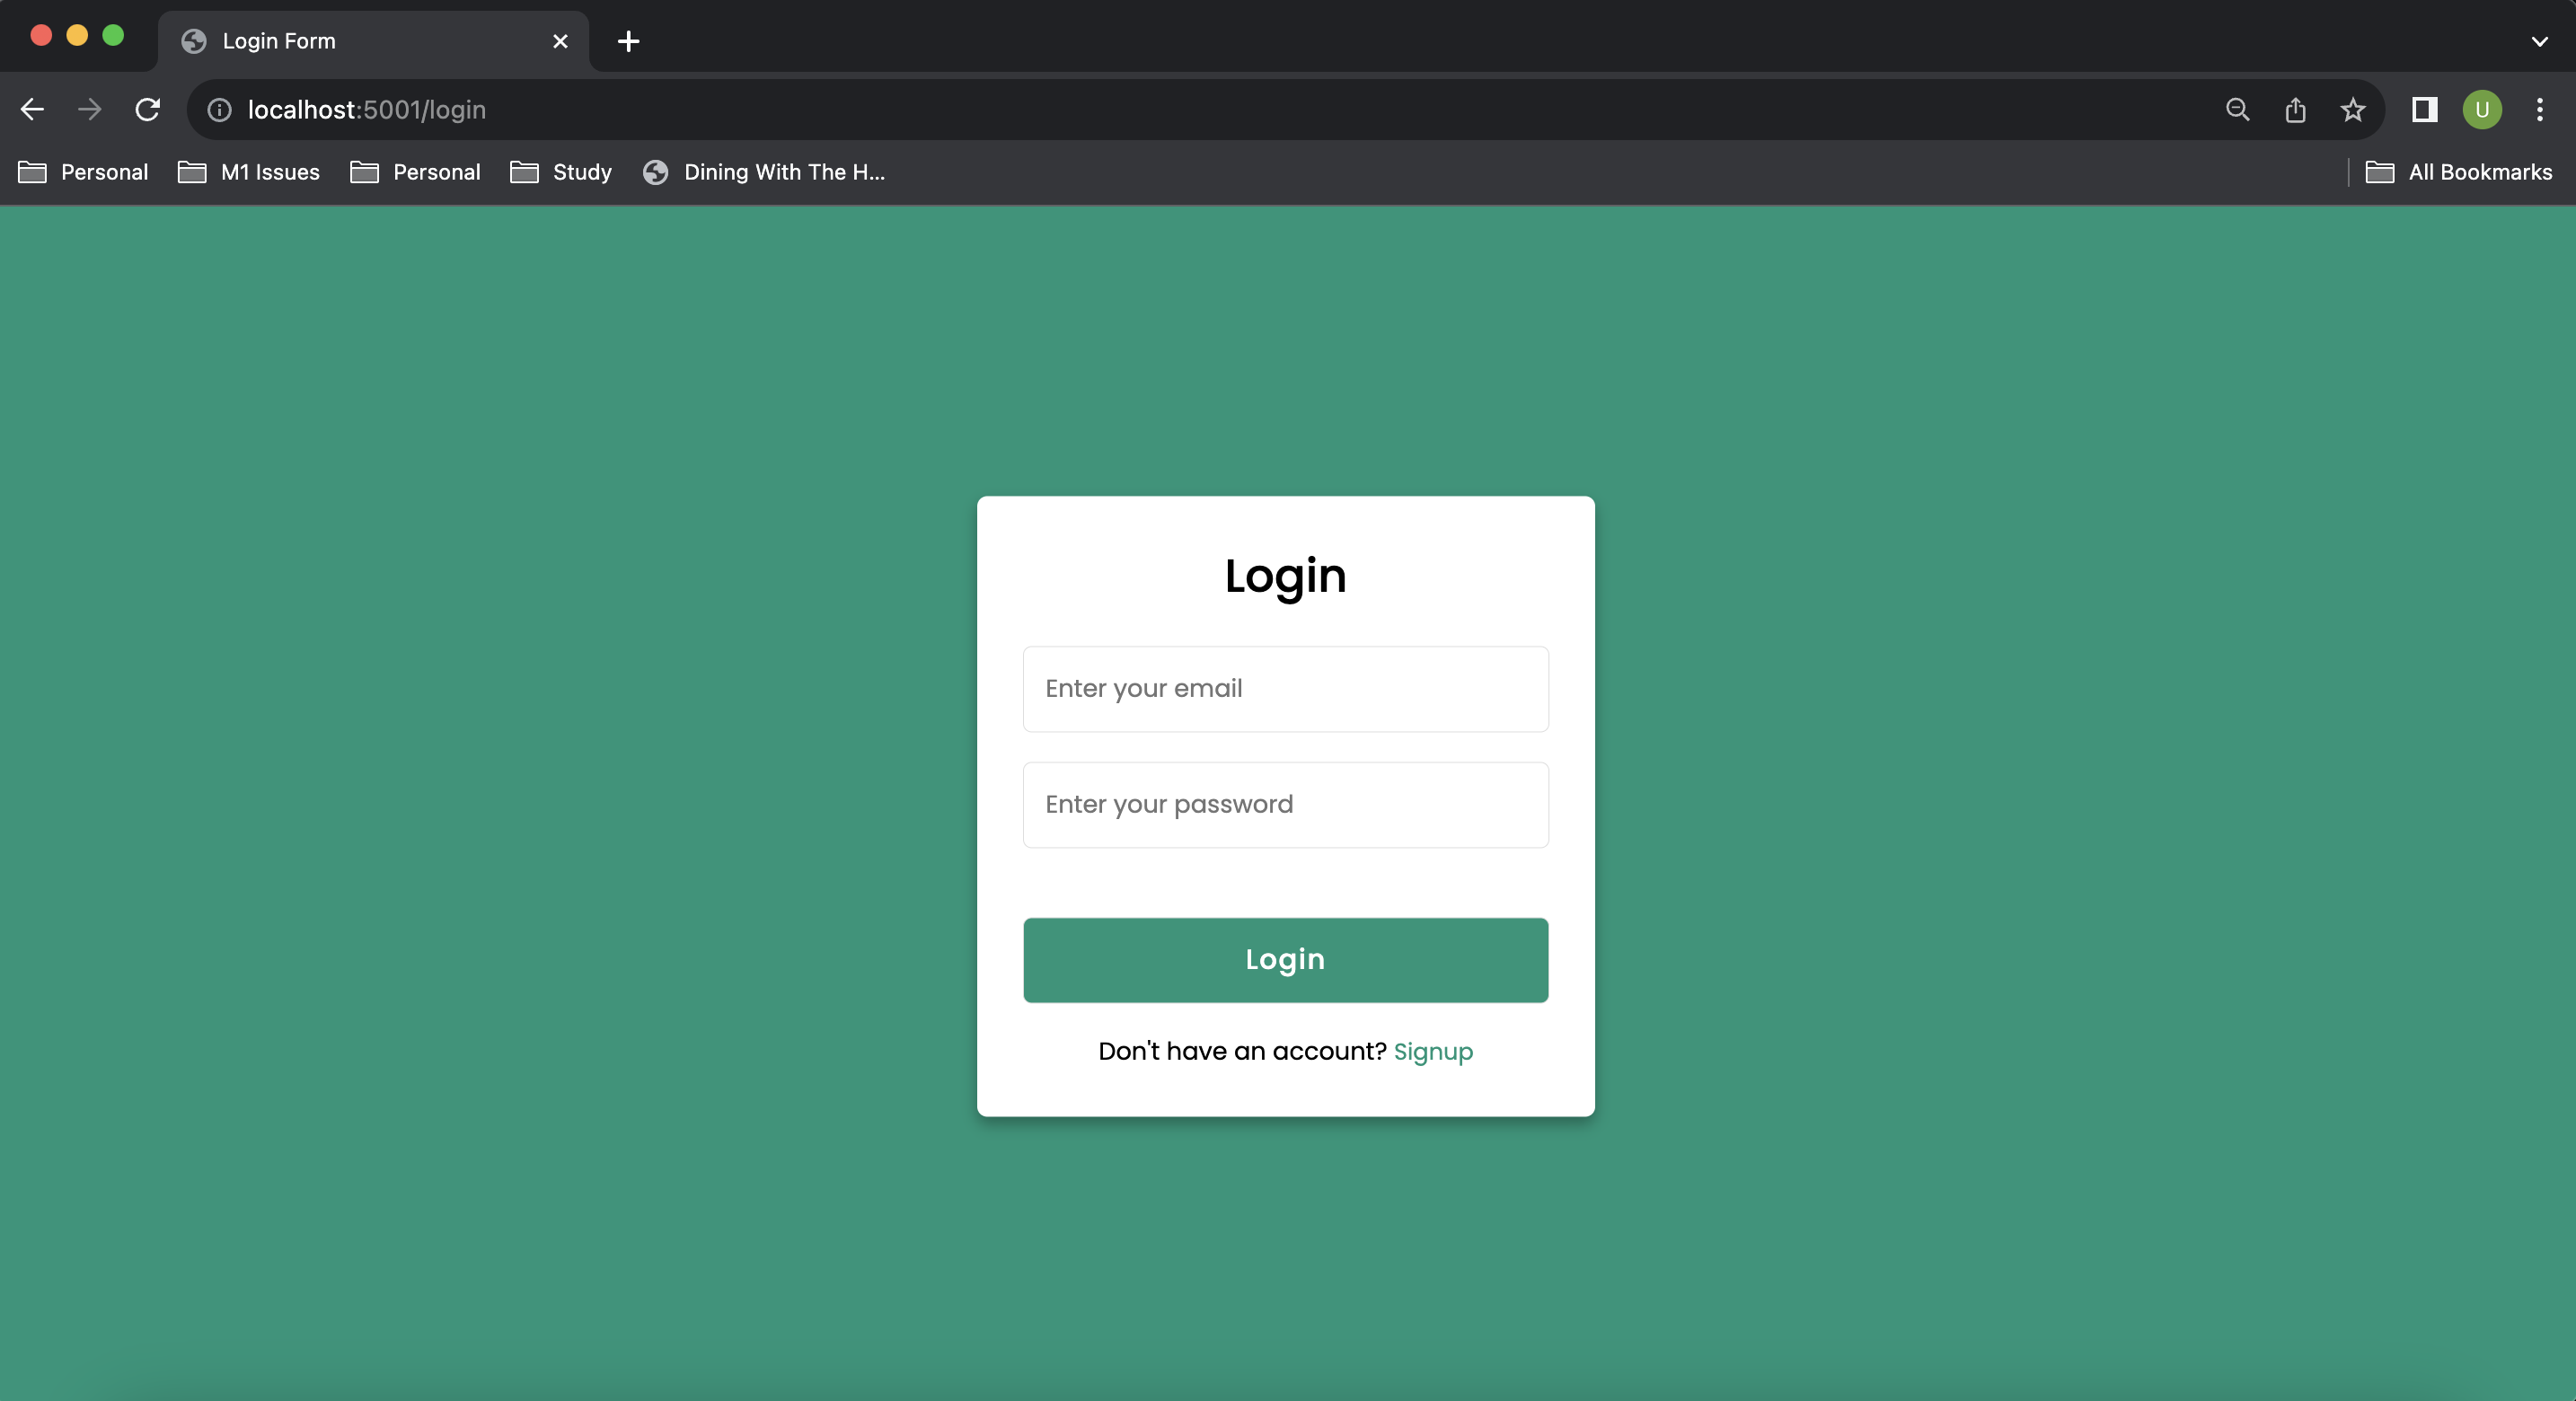 Login Form
localhost:5001/login
U
Personal
M1 Issues
Personal
Study
Dining With The H...
All Bookmarks
Login
Enter your email
Enter your password
Login
Don't have an account? Signup